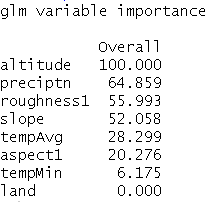 glm variable importance
Overall
altitude 100.000
preciptn 64.859
roughness1 55.993
slope 52.058
tempAvg 28.299
aspect1 20.276
tempMin 6.175
land 0.000